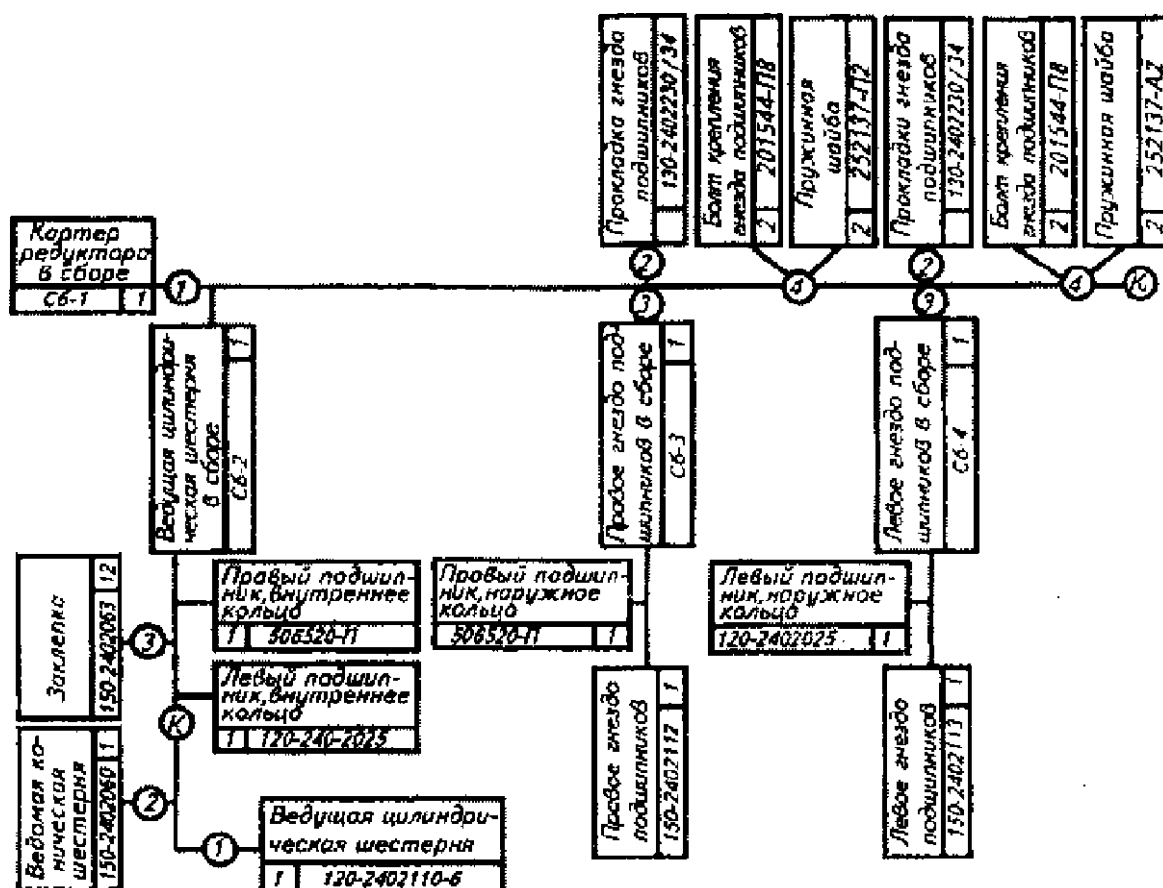 Прокладка гнезда
подшипников
130-2402230/34
Болт крепления
гнезда подшипников
2 201544-П8
Пружинная
шайба
2 252137-П2
Прокладки гнезда
подшипников
130-2402230/34
Болт крепления
гнезда подшипников
2 201544-П8
Пружинная шайба
2 252137-А2
Картер
редуктора
в сборе
Сб-1 1
1
2
3
4
2
9
4
К
Ведущая цилиндри-
ческая шестерня
в сборе
Сб-2 1
Правое гнездо под-
шипников в сборе
Сб-3 1
Левое гнездо под-
шипников в сборе
Сб-4 1
Заклепка
150-2402063 12
3
Правый подшип-
ник,внутреннее
кольцо
1 508520-П
Правый подшип-
ник,наружное
кольцо
508520-П 1
Левый подшип-
ник,наружное
кольцо
120-2402025 1
Левый подшип-
ник,внутреннее
кольцо
1 120-240-2025
К
Ведомая ко-
ническая
шестерня
150-2402060 1
2
1
Ведущая цилиндри-
ческая шестерня
1 120-2402110-б
Правое гнездо
подшипников
150-2402112 1
Левое гнездо
подшипников
150-2402113 1